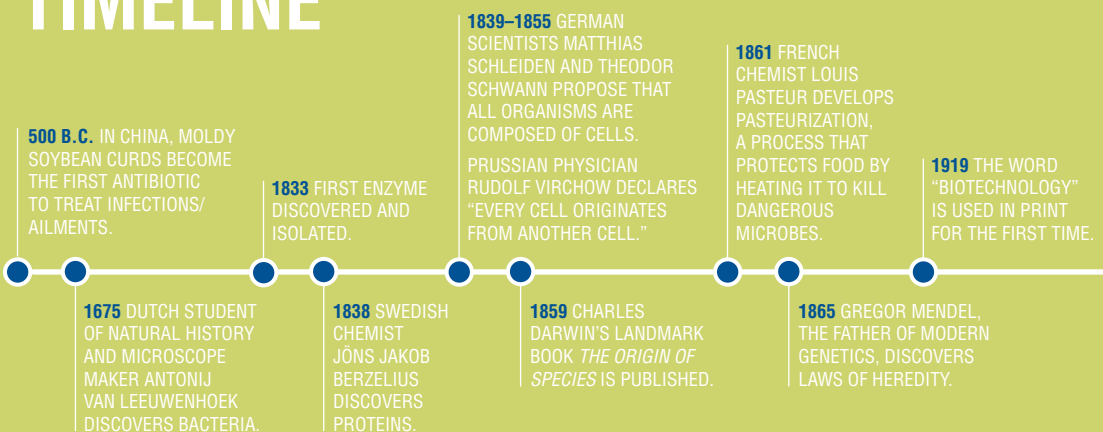 TIMELINE
500 B.C. IN CHINA, MOLDY
SOYBEAN CURDS BECOME
THE FIRST ANTIBIOTIC
TO TREAT INFECTIONS/
AILMENTS.
1675 DUTCH STUDENT
OF NATURAL HISTORY
AND MICROSCOPE
MAKER ANTONIJ
VAN LEEUWENHOEK
DISCOVERS BACTERIA.
1833 FIRST ENZYME
DISCOVERED AND
ISOLATED.
1838 SWEDISH
CHEMIST
JÖNS JAKOB
BERZELIUS
DISCOVERS
PROTEINS.
1839–1855 GERMAN
SCIENTISTS MATTHIAS
SCHLEIDEN AND THEODOR
SCHWANN PROPOSE THAT
ALL ORGANISMS ARE
COMPOSED OF CELLS.
PRUSSIAN PHYSICIAN
RUDOLF VIRCHOW DECLARES
“EVERY CELL ORIGINATES
FROM ANOTHER CELL.”
1859 CHARLES
DARWIN’S LANDMARK
BOOK THE ORIGIN OF
SPECIES IS PUBLISHED.
1861 FRENCH
CHEMIST LOUIS
PASTEUR DEVELOPS
PASTEURIZATION,
A PROCESS THAT
PROTECTS FOOD BY
HEATING IT TO KILL
DANGEROUS
MICROBES.
1865 GREGOR MENDEL,
THE FATHER OF MODERN
GENETICS, DISCOVERS
LAWS OF HEREDITY.
1919 THE WORD
“BIOTECHNOLOGY”
IS USED IN PRINT
FOR THE FIRST TIME.